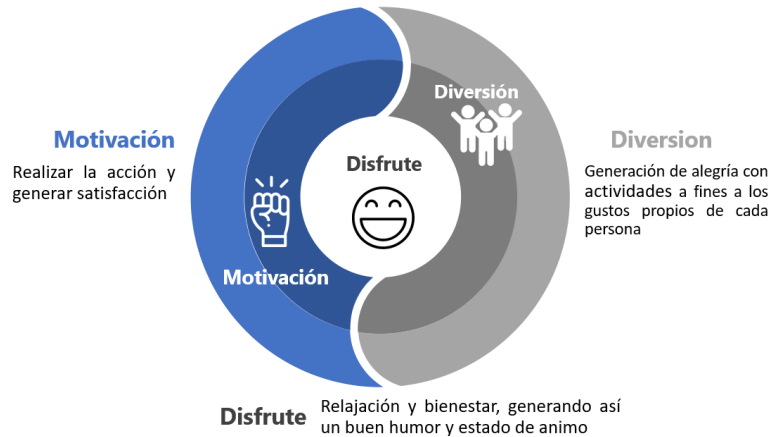 Motivación
Realizar la acción y
generar satisfacción
Diversión
Disfrute
Motivación
Diversion
Generación de alegría con
actividades a fines a los
gustos propios de cada
persona
Disfrute
Relajación y bienestar, generando así
un buen humor y estado de animo